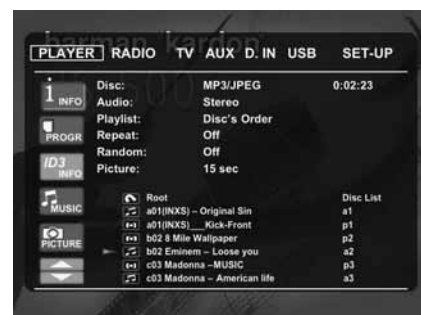 harman kardon
PLAYER RADIO TV AUX D. IN USB SET-UP
1 INFO
PROGR
ID3 INFO
MUSIC
PICTURE
Disc: MP3/JPEG 0:02:23
Audio: Stereo
Playlist: Disc's Order
Repeat: Off
Random: Off
Picture: 15 sec
Root Disc List
a01(INXS) – Original Sin a1
a01(INXS)___Kick-Front p1
b02 8 Mile Wallpaper p2
b02 Eminem – Loose you a2
c03 Madonna –MUSIC p3
c03 Madonna – American life a3